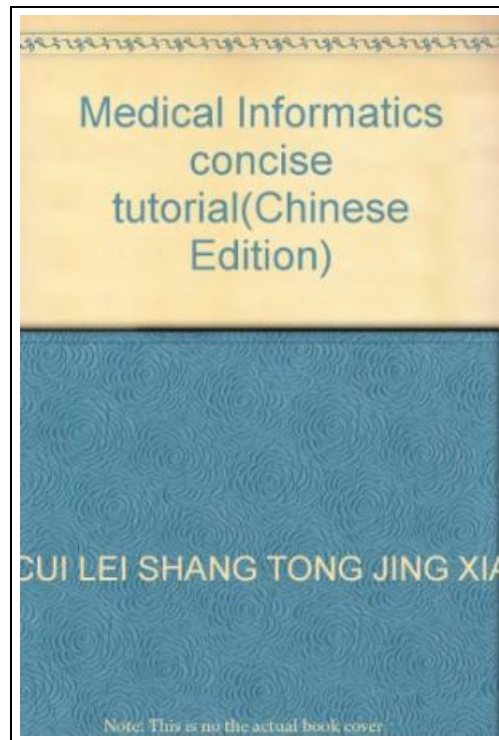 Medical Informatics
concise
tutorial(Chinese
Edition)
CUI LEI SHANG TONG JING XIA
Note: This is no the actual book cover